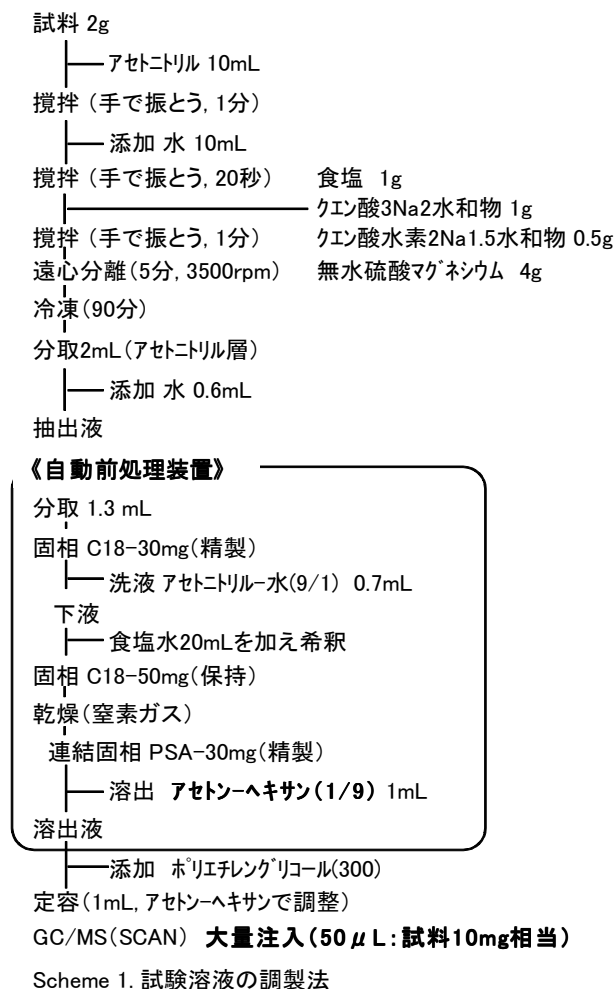 試料 2g
アセトニトリル 10mL
撹拌 (手で振とう, 1分)
添加 水 10mL
撹拌 (手で振とう, 20秒) 食塩 1g
クエン酸3Na2水和物 1g
撹拌 (手で振とう, 1分) クエン酸水素2Na1.5水和物 0.5g
遠心分離(5分, 3500rpm) 無水硫酸マグネシウム 4g
冷凍(90分)
分取2mL(アセトニトリル層)
添加 水 0.6mL
抽出液
《自動前処理装置》
分取 1.3 mL
固相 C18-30mg(精製)
洗液 アセトニトリル-水(9/1) 0.7mL
下液
食塩水20mLを加え希釈
固相 C18-50mg(保持)
乾燥(窒素ガス)
連結固相 PSA-30mg(精製)
溶出 アセトン-ヘキサン(1/9) 1mL
溶出液
添加 ポリエチレングリコール(300)
定容(1mL, アセトン-ヘキサンで調整)
GC/MS(SCAN) 大量注入(50μL:試料10mg相当)
Scheme 1. 試験溶液の調製法